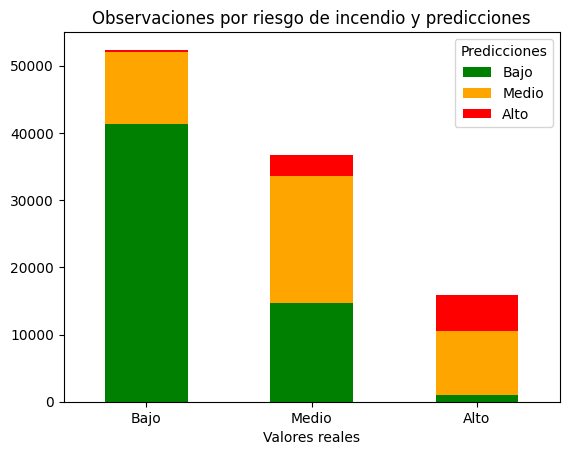 Observaciones por riesgo de incendio y predicciones
Predicciones
Bajo
Medio
Alto
50000
40000
30000
20000
10000
0
Bajo
Medio
Alto
Valores reales